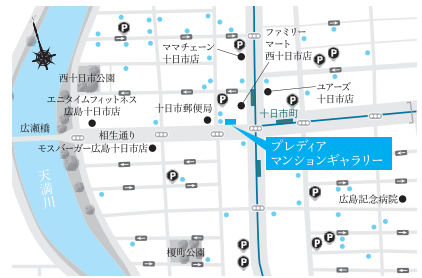 ファミリー
マート
西十日市店
ママチェーン
十日市店
西十日市公園
ユアーズ
十日市店
エニタイムフィットネス
広島十日市店
十日市郵便局
十日市町
広瀬橋
相生通り
モスバーガー広島十日市店
プレディア
マンションギャラリー
天満川
広島記念病院
榎町公園
P
P
P
P
P
P
P
P
P
P
P